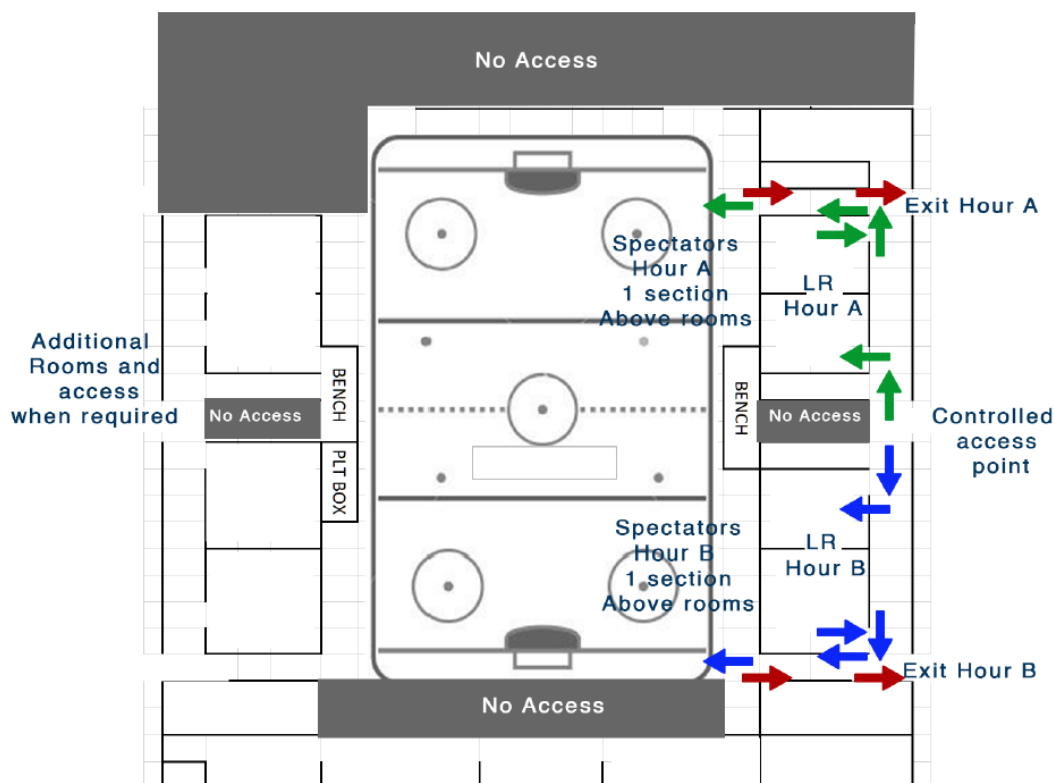 No Access
Exit Hour A
Spectators
Hour A
1 section
Above rooms
LR
Hour A
Additional
Rooms and
access
when required
BENCH
No Access
PLT BOX
BENCH
No Access
Controlled
access
point
Spectators
Hour B
1 section
Above rooms
LR
Hour B
Exit Hour B
No Access